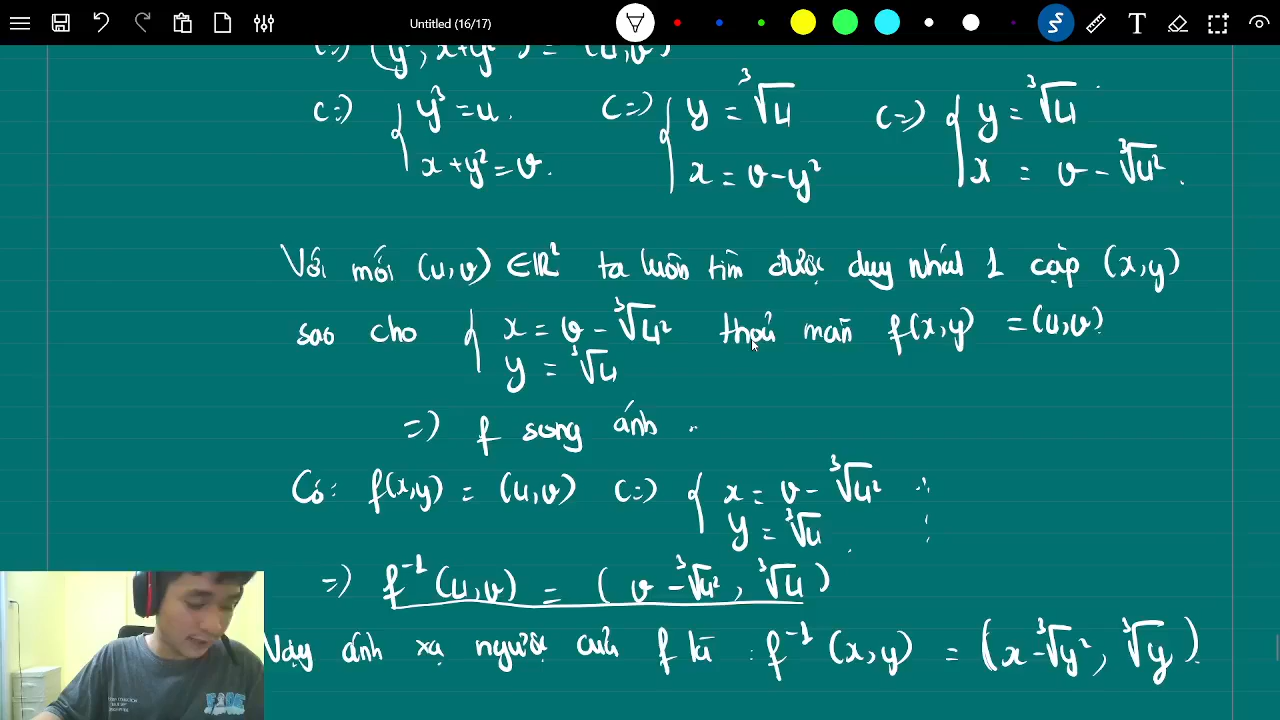 Untitled (16/17)
(=) (y³, x+y²) = (u,v)
(=) { y³ = u. (=) { y = ∛u (=) { y = ∛u
x+y² = v. x = v - y² x = v - ∛u².
Với mỗi (u,v) ∈ ℝ² ta luôn tìm được duy nhất 1 cặp (x,y)
sao cho { x = v - ∛u² thoả mãn f(x,y) = (u,v).
y = ∛u
=) f song ánh.
Có: f(x,y) = (u,v) (=) { x = v - ∛u²
y = ∛u.
=) f⁻¹(u,v) = (v - ∛u², ∛u)
Vậy ánh xạ ngược của f là: f⁻¹(x,y) = (x - ∛y², ∛y).